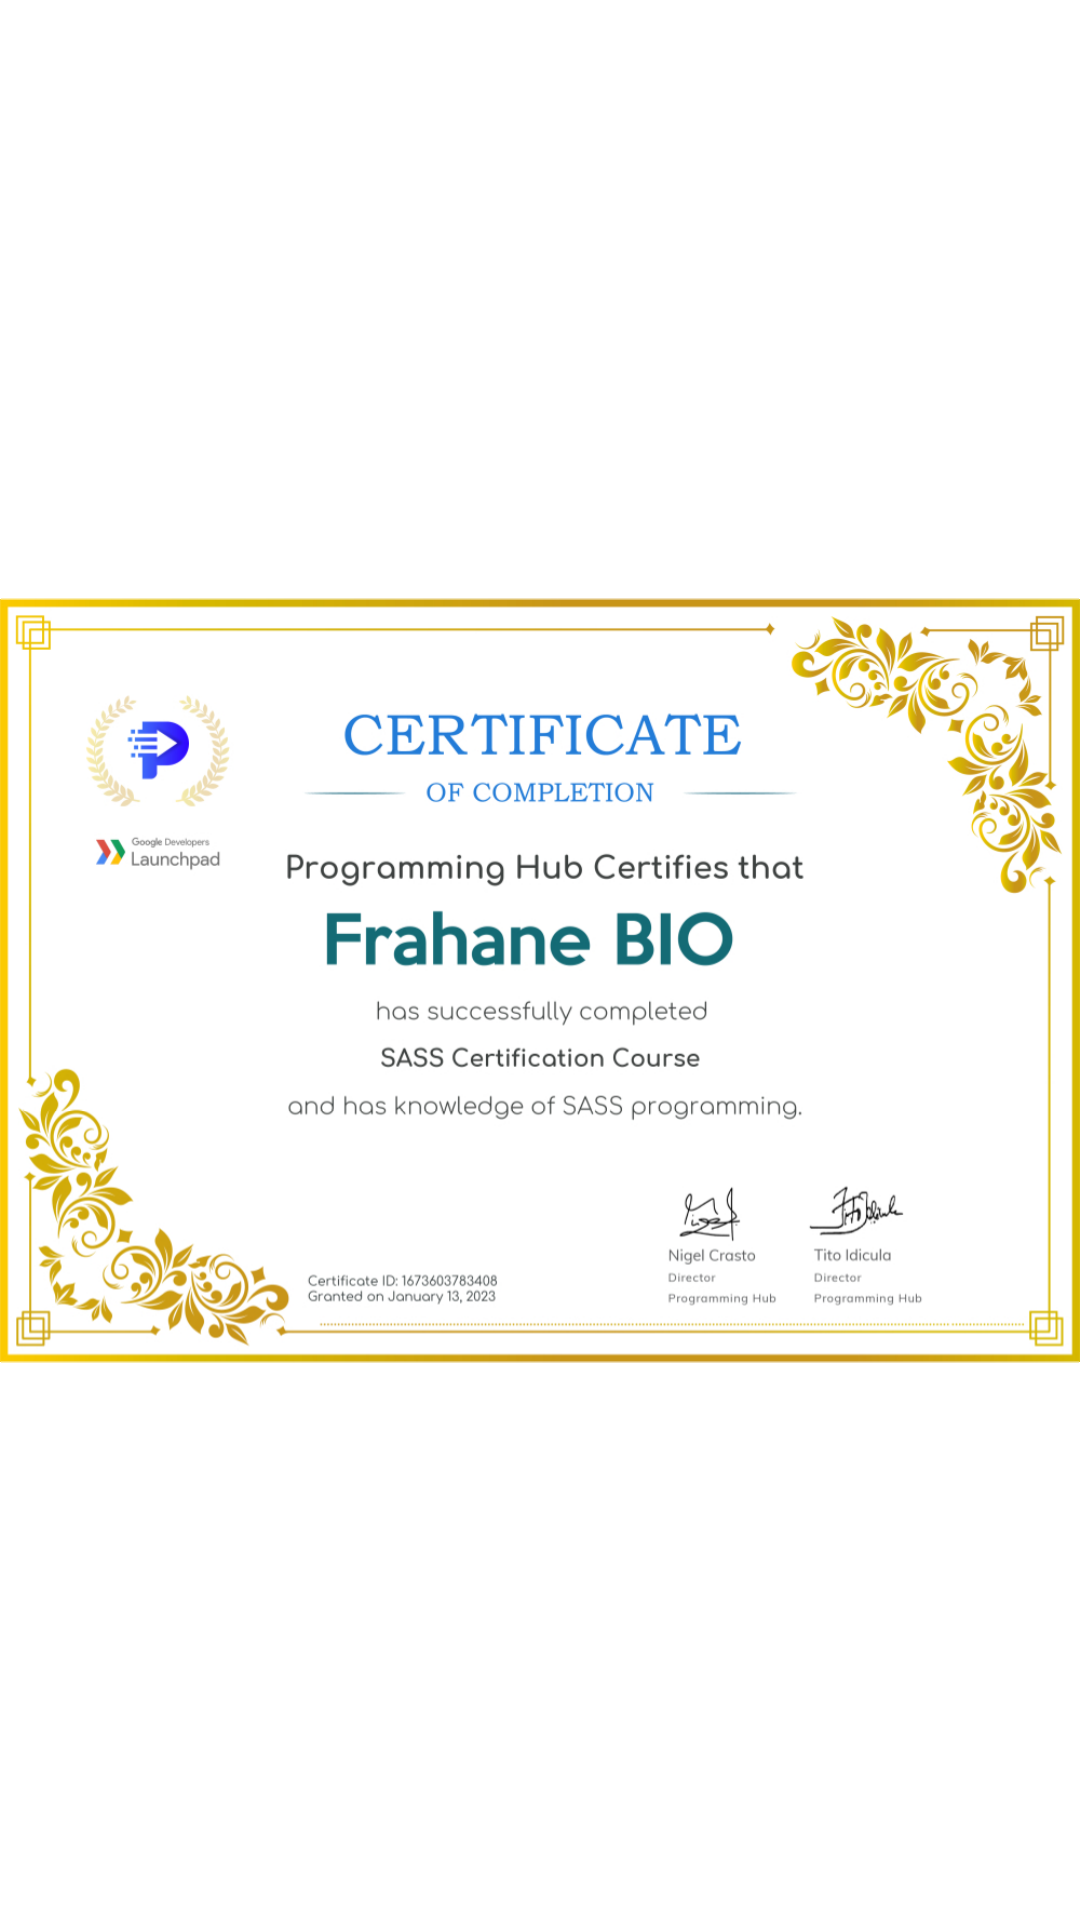 CERTIFICATE
OF COMPLETION
Google Developers
Launchpad
Programming Hub Certifies that
Frahane BIO
has successfully completed
SASS Certification Course
and has knowledge of SASS programming.
Nigel Crasto
Director
Programming Hub
Tito Idicula
Director
Programming Hub
Certificate ID: 1673603783408
Granted on January 13, 2023